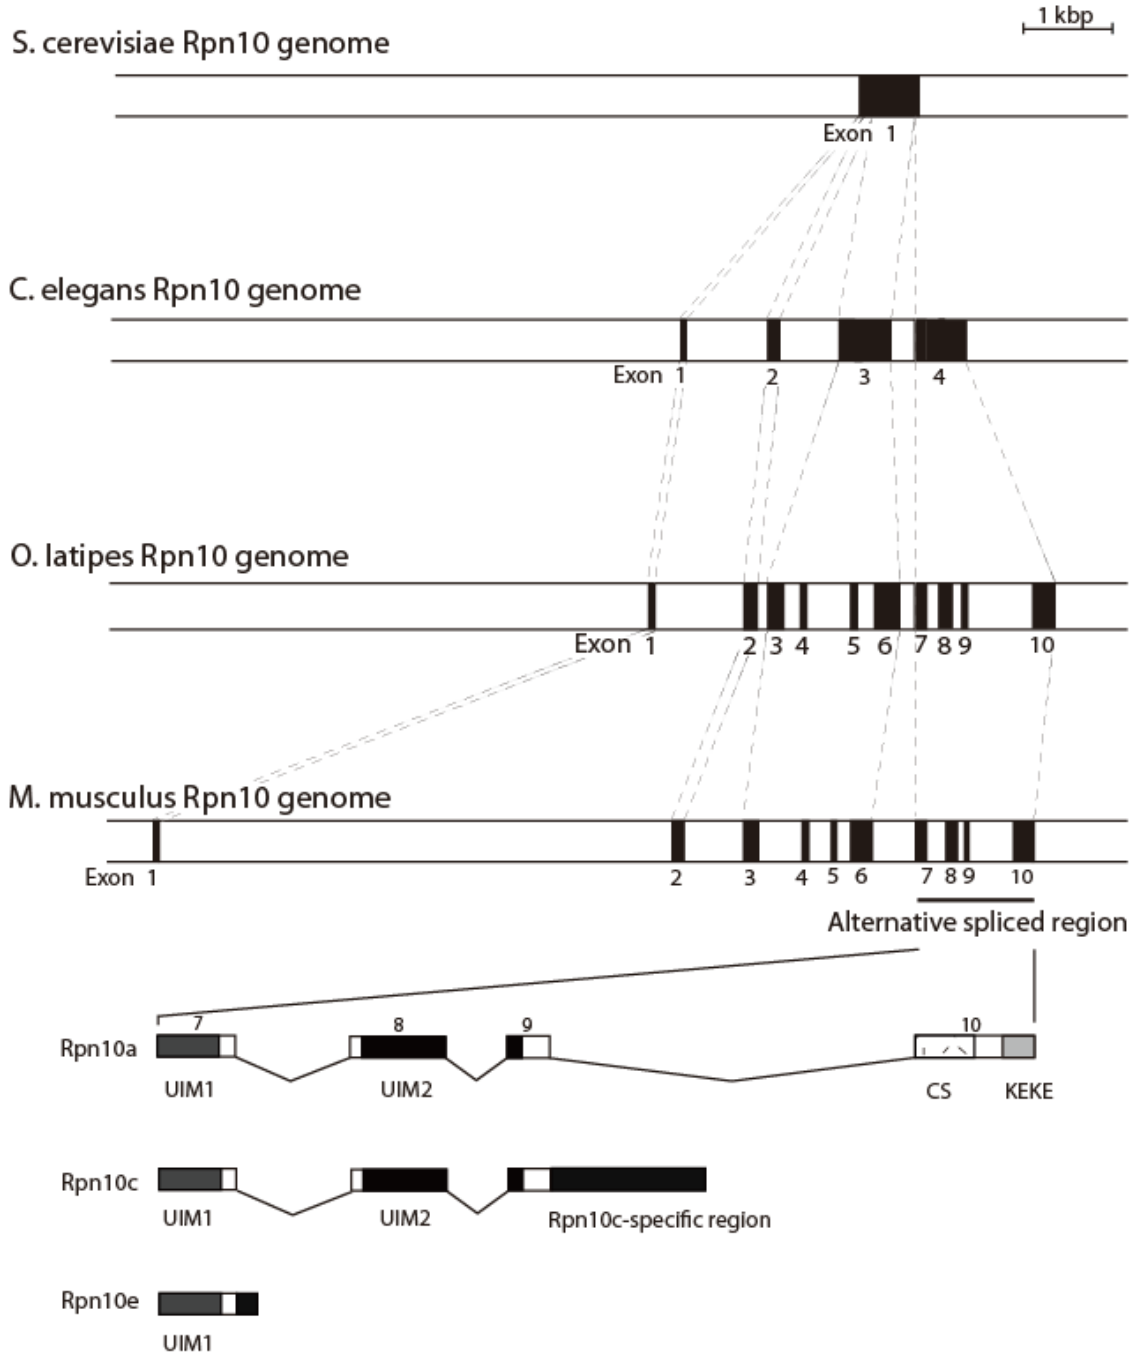 1 kbp
S. cerevisiae Rpn10 genome
Exon 1
C. elegans Rpn10 genome
Exon 1 2 3 4
O. latipes Rpn10 genome
Exon 1 2 3 4 5 6 7 8 9 10
M. musculus Rpn10 genome
Exon 1 2 3 4 5 6 7 8 9 10
Alternative spliced region
7 8 9 10
Rpn10a
UIM1 UIM2 CS KEKE
Rpn10c
UIM1 UIM2 Rpn10c-specific region
Rpn10e
UIM1